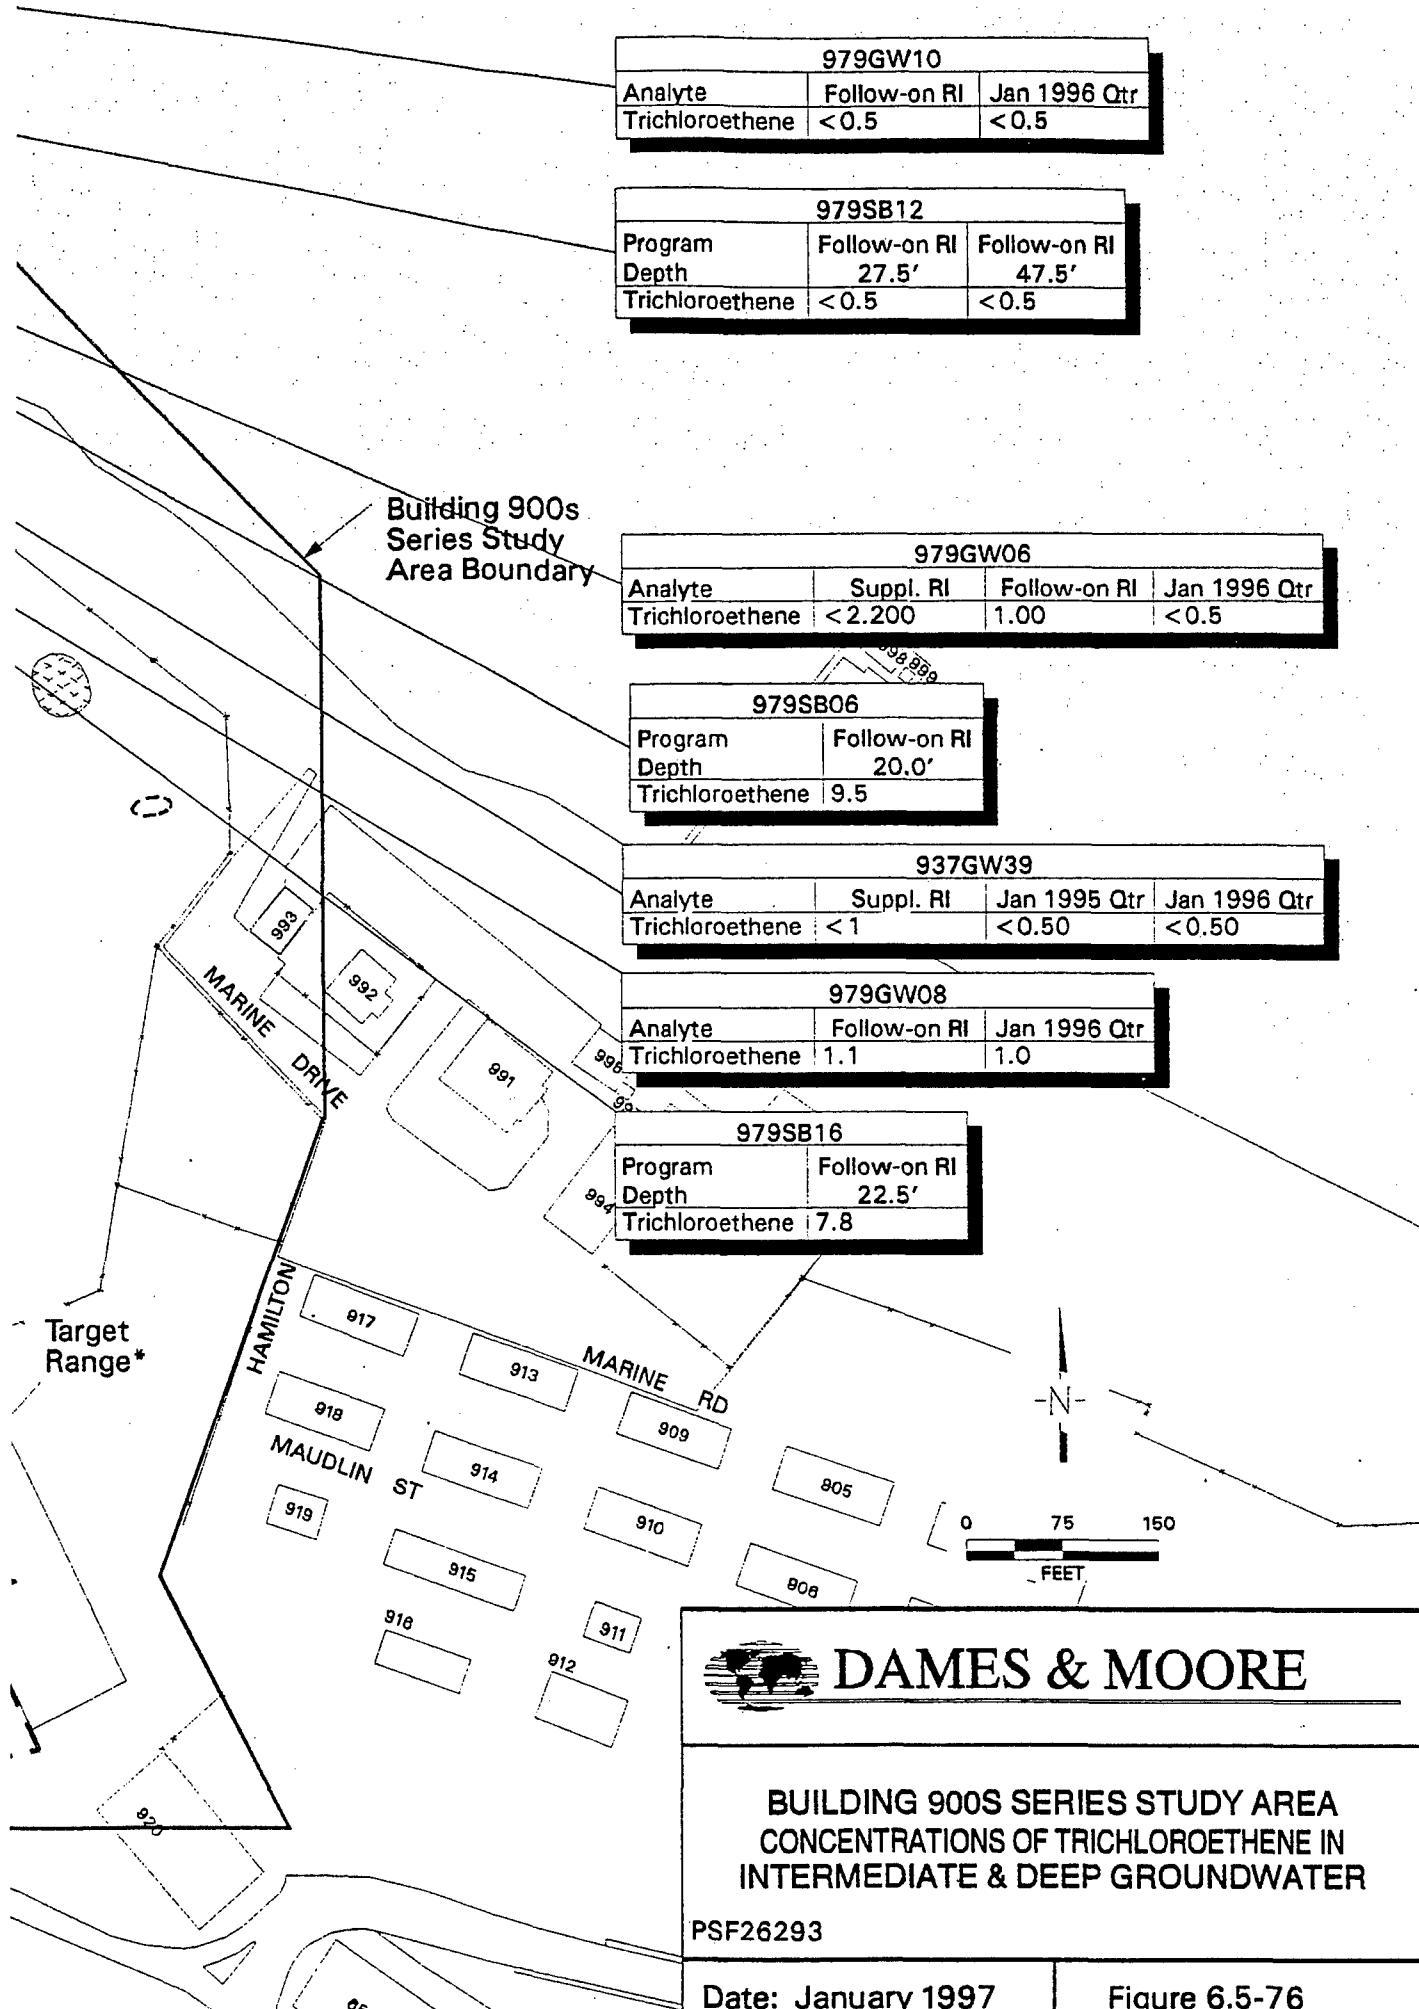 979GW10
Analyte Follow-on RI Jan 1996 Qtr
Trichloroethene <0.5 <0.5
979SB12
Program Follow-on RI Follow-on RI
Depth 27.5' 47.5'
Trichloroethene <0.5 <0.5
Building 900s
Series Study
Area Boundary
979GW06
Analyte Suppl. RI Follow-on RI Jan 1996 Qtr
Trichloroethene <2.200 1.00 <0.5
998 999
979SB06
Program Follow-on RI
Depth 20.0'
Trichloroethene 9.5
937GW39
Analyte Suppl. RI Jan 1995 Qtr Jan 1996 Qtr
Trichloroethene <1 <0.50 <0.50
993
992
MARINE DRIVE
991
979GW08
Analyte Follow-on RI Jan 1996 Qtr
Trichloroethene 1.1 1.0
979SB16
Program Follow-on RI
Depth 22.5'
Trichloroethene 7.8
994
Target
Range*
HAMILTON
917
913
MARINE RD
909
918
MAUDLIN ST
914
919
910
905
915
906
916
911
912
920
-N-
0 75 150
FEET
DAMES & MOORE
BUILDING 900S SERIES STUDY AREA
CONCENTRATIONS OF TRICHLOROETHENE IN
INTERMEDIATE & DEEP GROUNDWATER
PSF26293
Date: January 1997 Figure 6.5-76